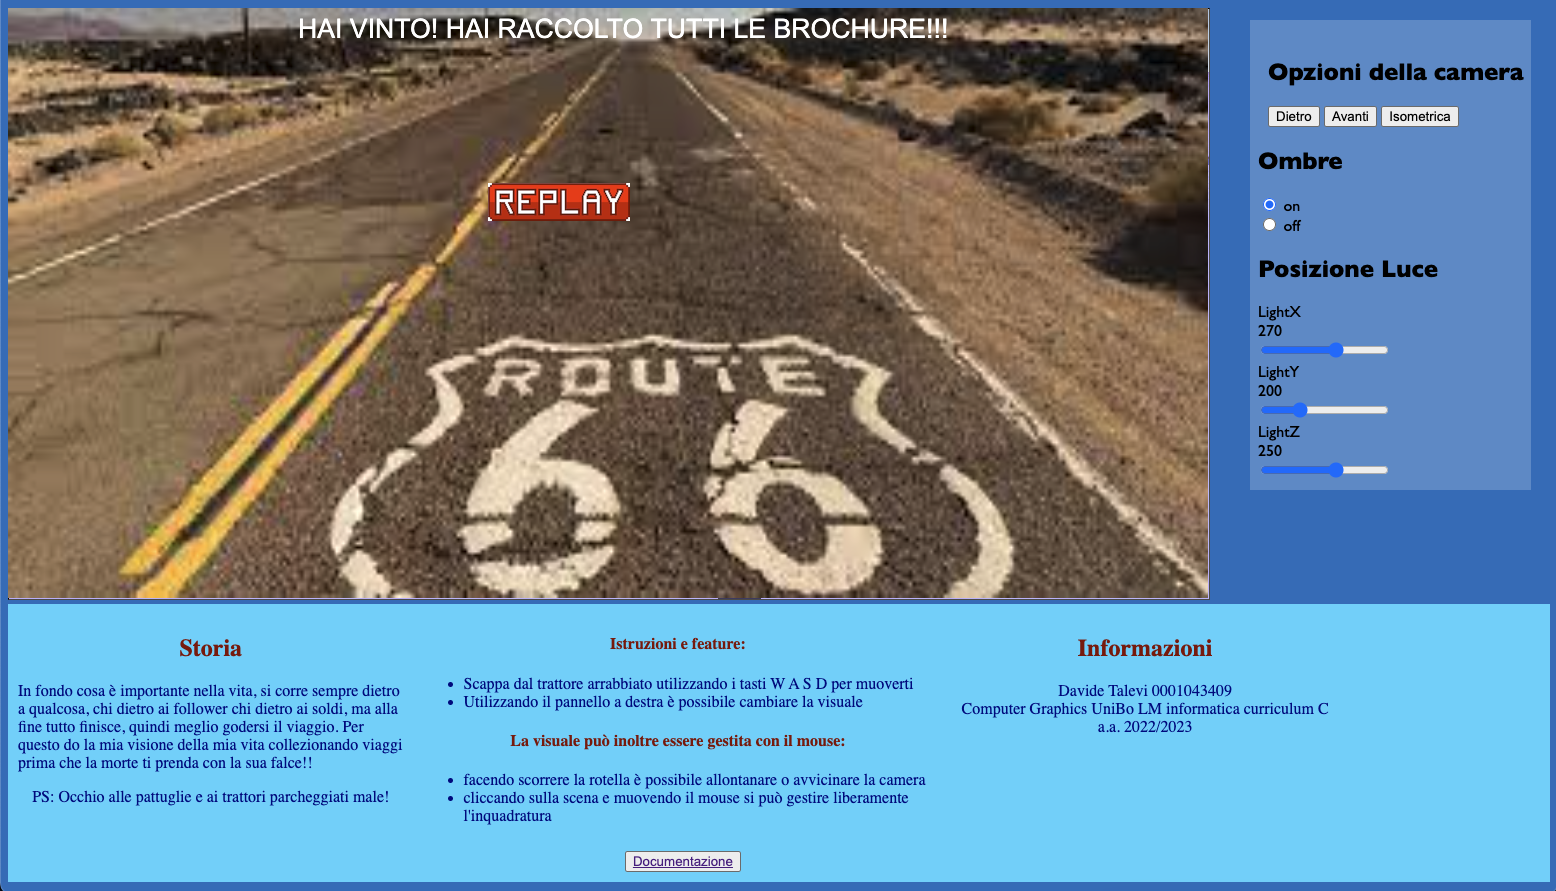 HAI VINTO! HAI RACCOLTO TUTTI LE BROCHURE!!!
REPLAY
ROUTE
66
Opzioni della camera
Dietro Avanti Isometrica
Ombre
on
off
Posizione Luce
LightX
270
LightY
200
LightZ
250
Storia
In fondo cosa è importante nella vita, si corre sempre dietro
a qualcosa, chi dietro ai follower chi dietro ai soldi, ma alla
fine tutto finisce, quindi meglio godersi il viaggio. Per
questo do la mia visione della mia vita collezionando viaggi
prima che la morte ti prenda con la sua falce!!
PS: Occhio alle pattuglie e ai trattori parcheggiati male!
Istruzioni e feature:
Scappa dal trattore arrabbiato utilizzando i tasti W A S D per muoverti
Utilizzando il pannello a destra è possibile cambiare la visuale
La visuale può inoltre essere gestita con il mouse:
facendo scorrere la rotella è possibile allontanare o avvicinare la camera
cliccando sulla scena e muovendo il mouse si può gestire liberamente
l'inquadratura
Documentazione
Informazioni
Davide Talevi 0001043409
Computer Graphics UniBo LM informatica curriculum C
a.a. 2022/2023